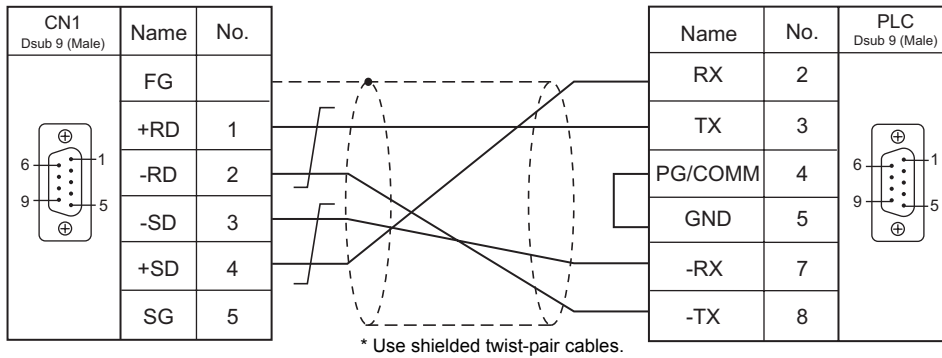 CN1
Dsub 9 (Male)
Name No.
FG
+RD 1
-RD 2
-SD 3
+SD 4
SG 5
6 1
9 5
Name No.
RX 2
TX 3
PG/COMM 4
GND 5
-RX 7
-TX 8
PLC
Dsub 9 (Male)
6 1
9 5
* Use shielded twist-pair cables.